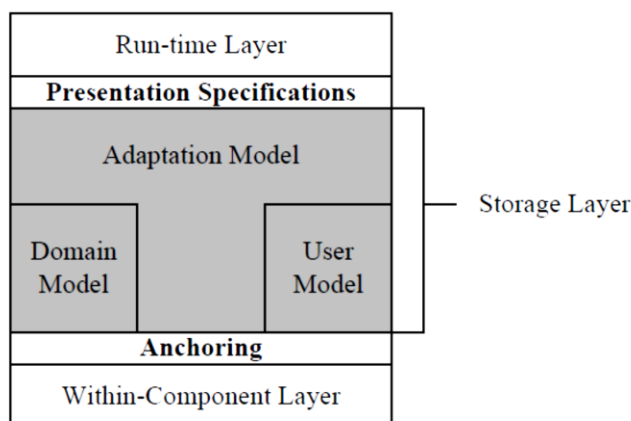 Run-time Layer
Presentation Specifications
Adaptation Model
Storage Layer
Domain
Model
User
Model
Anchoring
Within-Component Layer